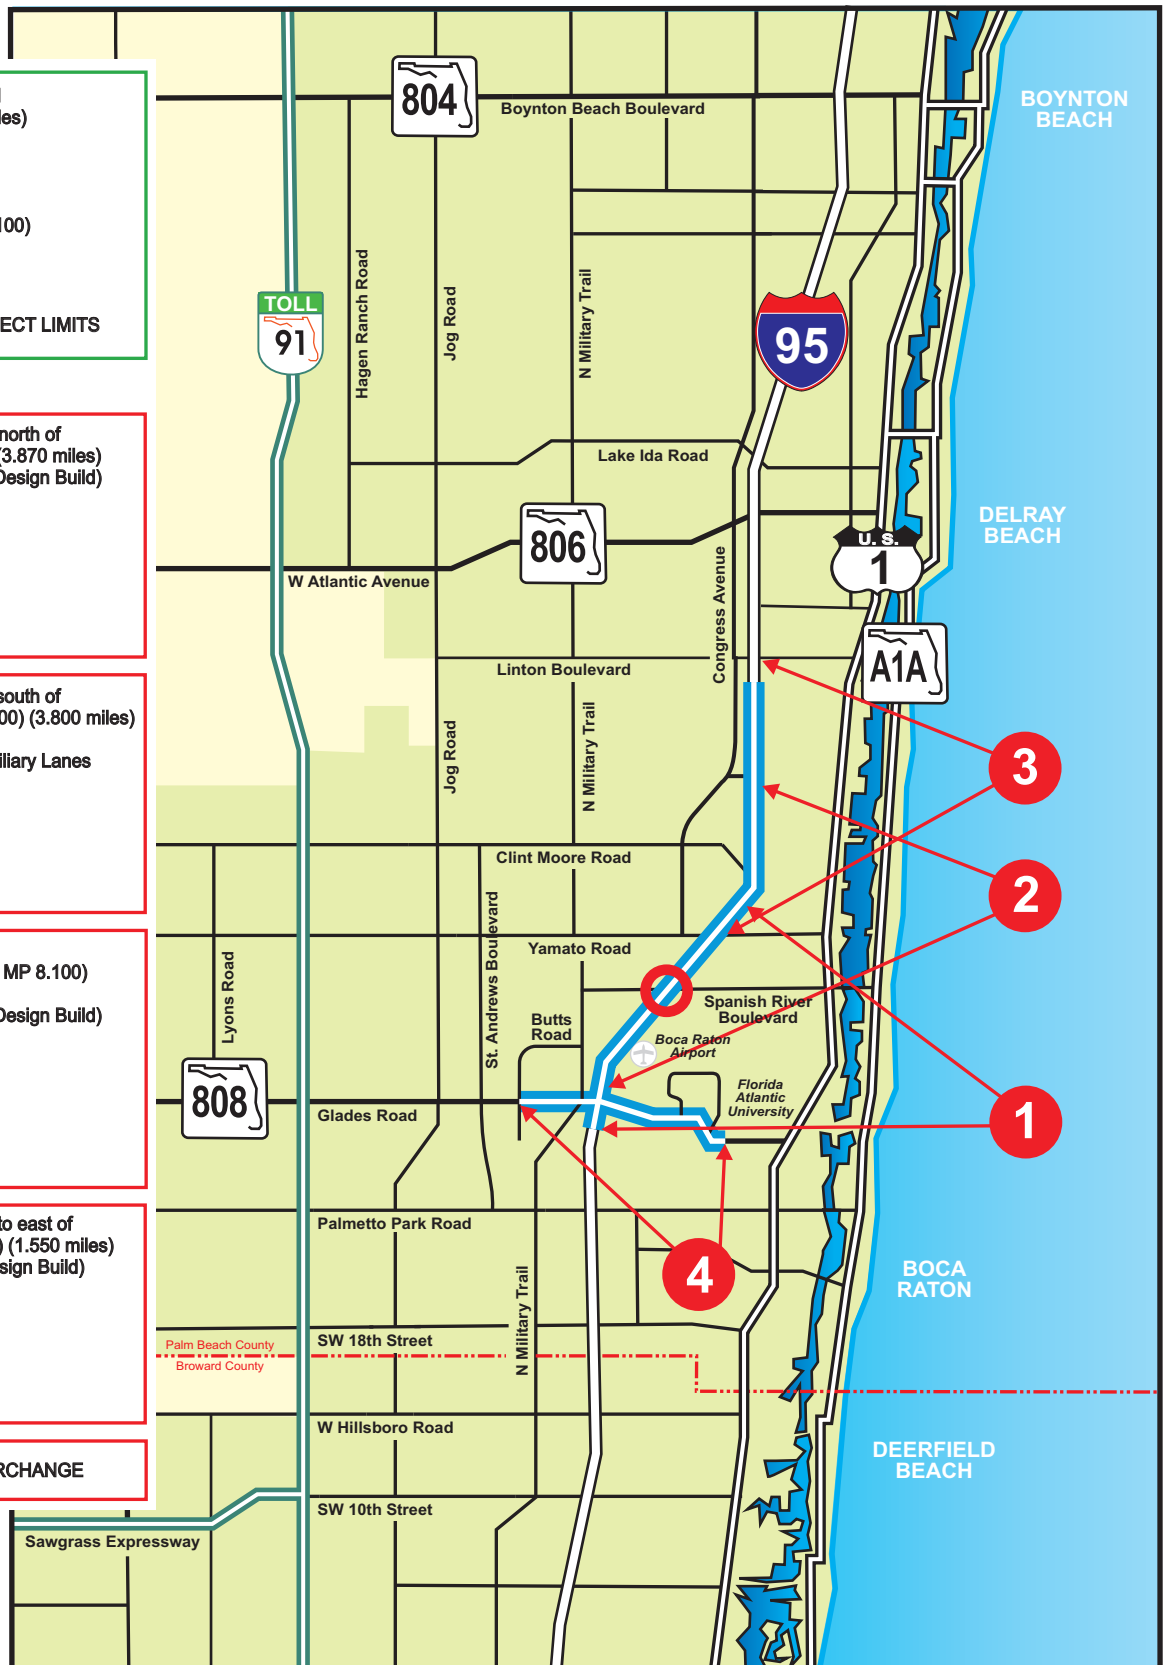 804
Boynton Beach Boulevard
BOYNTON
BEACH
les)
100)
ECT LIMITS
TOLL
91
Hagen Ranch Road
Jog Road
N Military Trail
95
north of
(3.870 miles)
Design Build)
Lake Ida Road
806
W Atlantic Avenue
DELRAY
BEACH
U.S.
1
Congress Avenue
A1A
Linton Boulevard
south of
00) (3.800 miles)
iliary Lanes
Jog Road
N Military Trail
3
Clint Moore Road
2
St. Andrews Boulevard
Yamato Road
MP 8.100)
Design Build)
Lyons Road
Spanish River
Boulevard
Butts
Road
Boca Raton
Airport
Florida
Atlantic
University
808
Glades Road
1
to east of
) (1.550 miles)
sign Build)
Palmetto Park Road
4
BOCA
RATON
N Military Trail
SW 18th Street
Palm Beach County
Broward County
W Hillsboro Road
DEERFIELD
BEACH
RCHANGE
SW 10th Street
Sawgrass Expressway